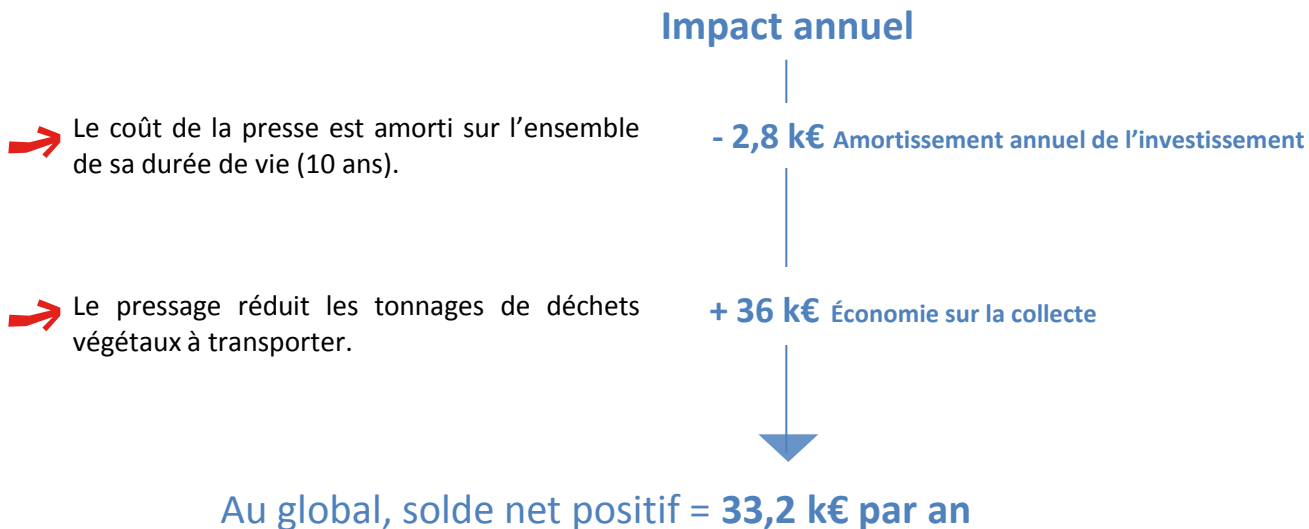 Impact annuel
Le coût de la presse est amorti sur l’ensemble
de sa durée de vie (10 ans).
- 2,8 k€ Amortissement annuel de l’investissement
Le pressage réduit les tonnages de déchets
végétaux à transporter.
+ 36 k€ Économie sur la collecte
Au global, solde net positif = 33,2 k€ par an